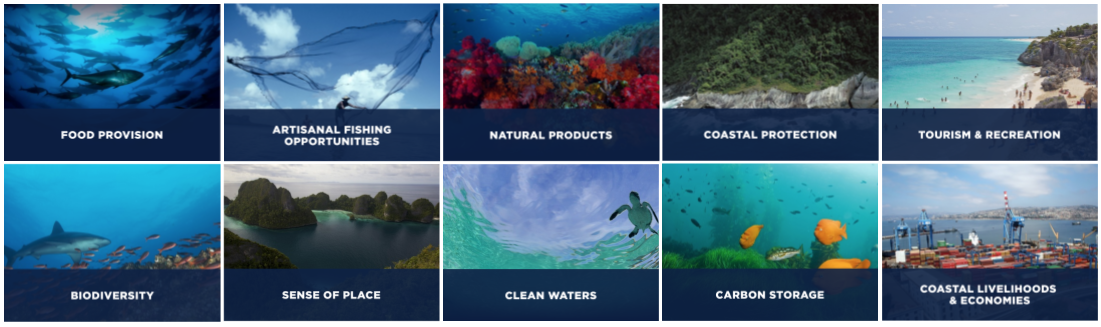 FOOD PROVISION
ARTISANAL FISHING
OPPORTUNITIES
NATURAL PRODUCTS
COASTAL PROTECTION
TOURISM & RECREATION
BIODIVERSITY
SENSE OF PLACE
CLEAN WATERS
CARBON STORAGE
COASTAL LIVELIHOODS
& ECONOMIES